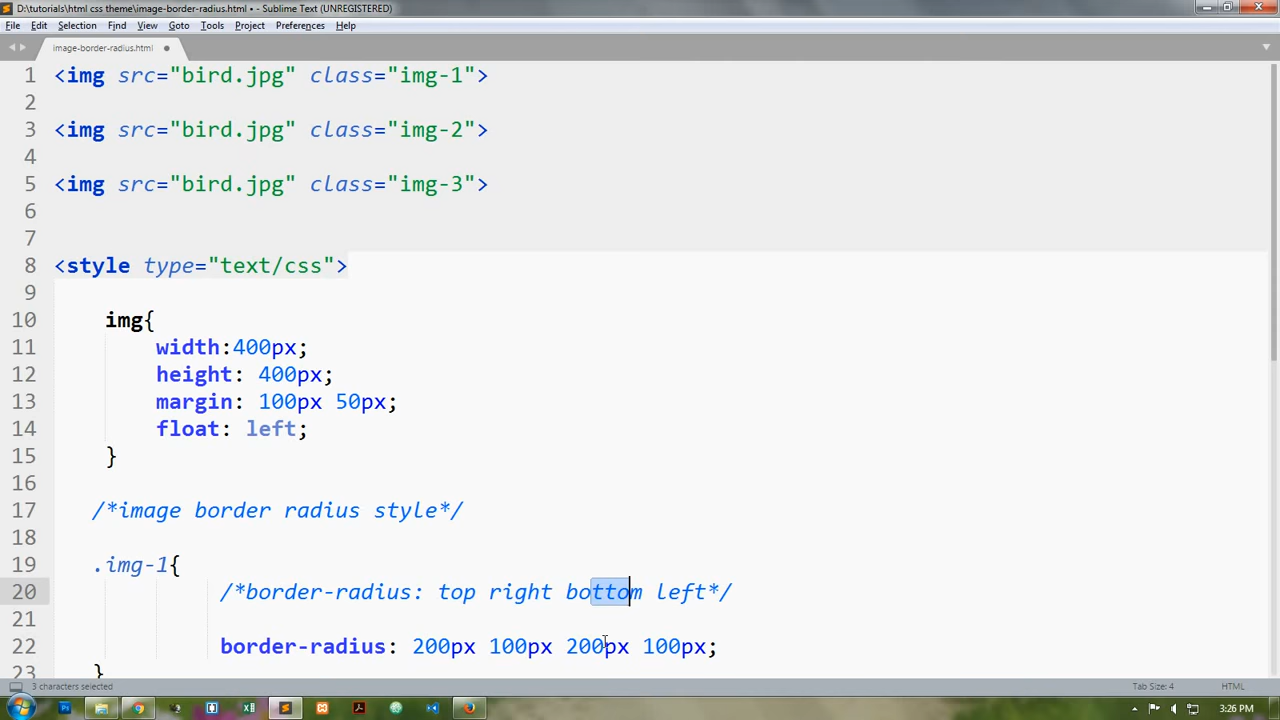 D:\tutorials\html css theme\image-border-radius.html • - Sublime Text (UNREGISTERED)
File Edit Selection Find View Goto Tools Project Preferences Help
image-border-radius.html
1 <img src="bird.jpg" class="img-1">
2
3 <img src="bird.jpg" class="img-2">
4
5 <img src="bird.jpg" class="img-3">
6
7
8 <style type="text/css">
9
10 img{
11 width:400px;
12 height: 400px;
13 margin: 100px 50px;
14 float: left;
15 }
16
17 /*image border radius style*/
18
19 .img-1{
20 /*border-radius: top right bottom left*/
21
22 border-radius: 200px 100px 200px 100px;
23 }
3 characters selected Tab Size: 4 HTML
3:26 PM